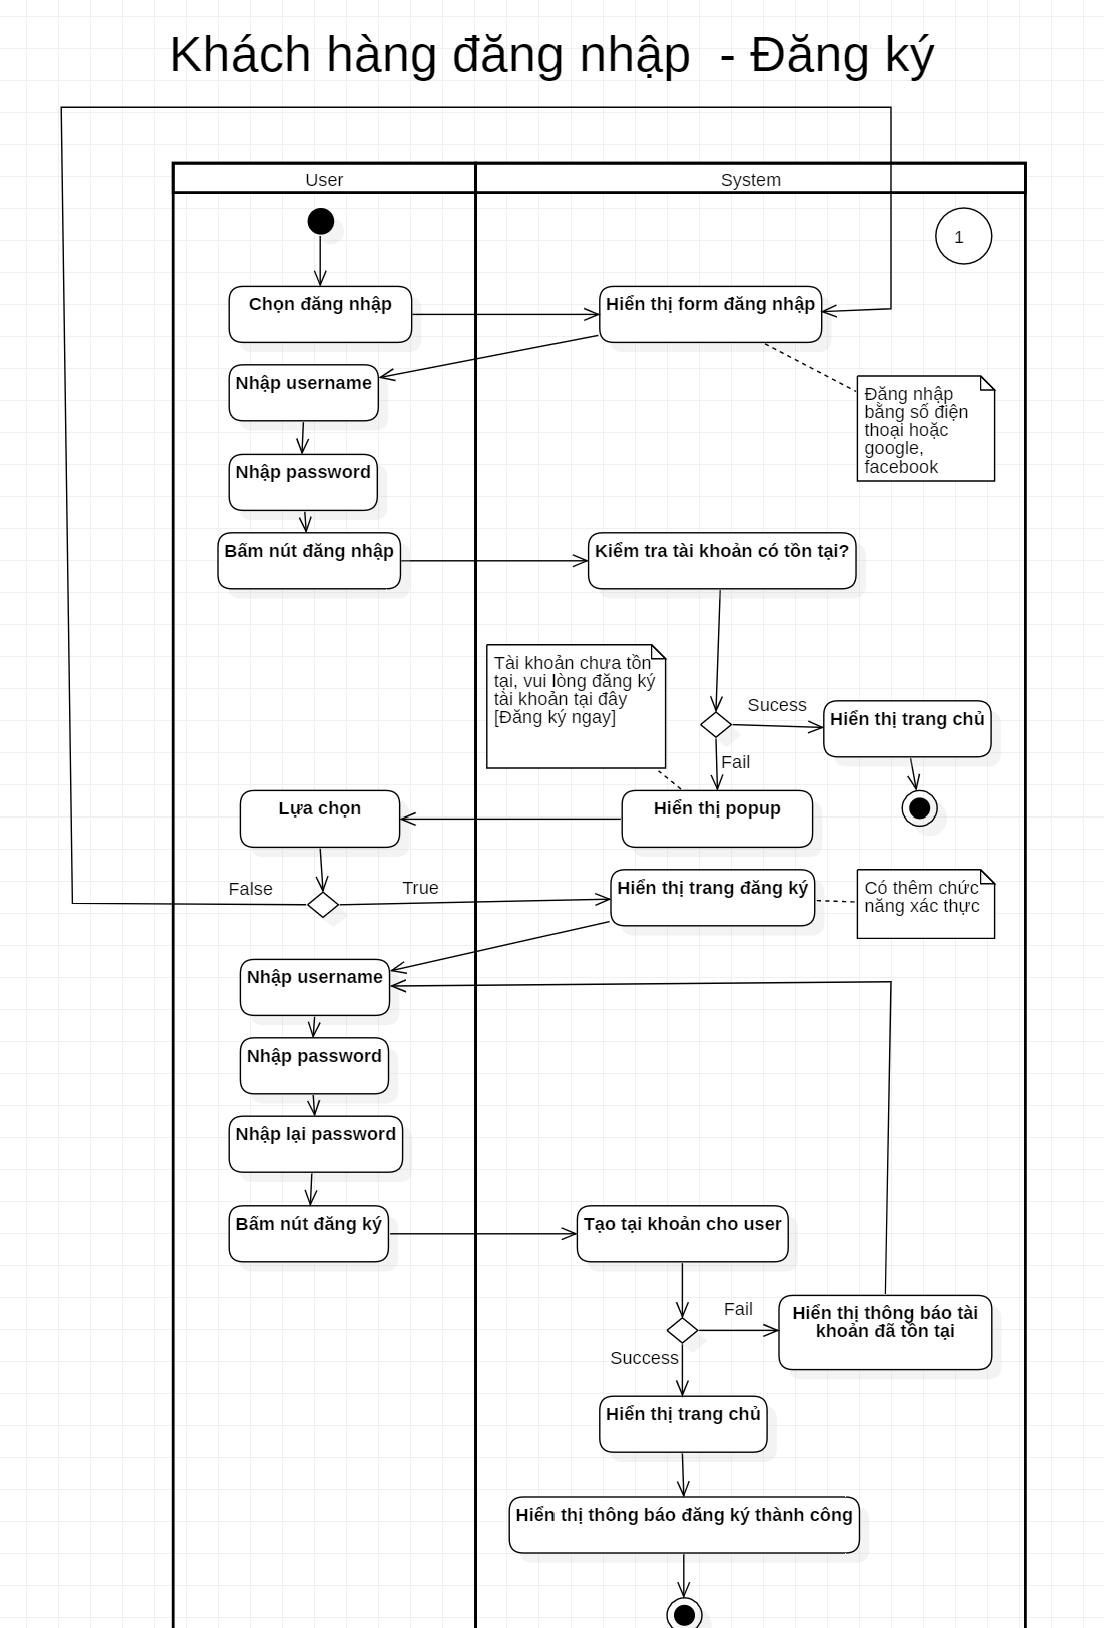 Khách hàng đăng nhập - Đăng ký
User
System
1
Chọn đăng nhập
Hiển thị form đăng nhập
Nhập username
Đăng nhập
bằng số điện
thoại hoặc
google,
facebook
Nhập password
Bấm nút đăng nhập
Kiểm tra tài khoản có tồn tại?
Tài khoản chưa tồn
tại, vui lòng đăng ký
tài khoản tại đây
[Đăng ký ngay]
Sucess
Hiển thị trang chủ
Fail
Lựa chọn
Hiển thị popup
False
True
Hiển thị trang đăng ký
Có thêm chức
năng xác thực
Nhập username
Nhập password
Nhập lại password
Bấm nút đăng ký
Tạo tại khoản cho user
Fail
Hiển thị thông báo tài
khoản đã tồn tại
Success
Hiển thị trang chủ
Hiển thị thông báo đăng ký thành công